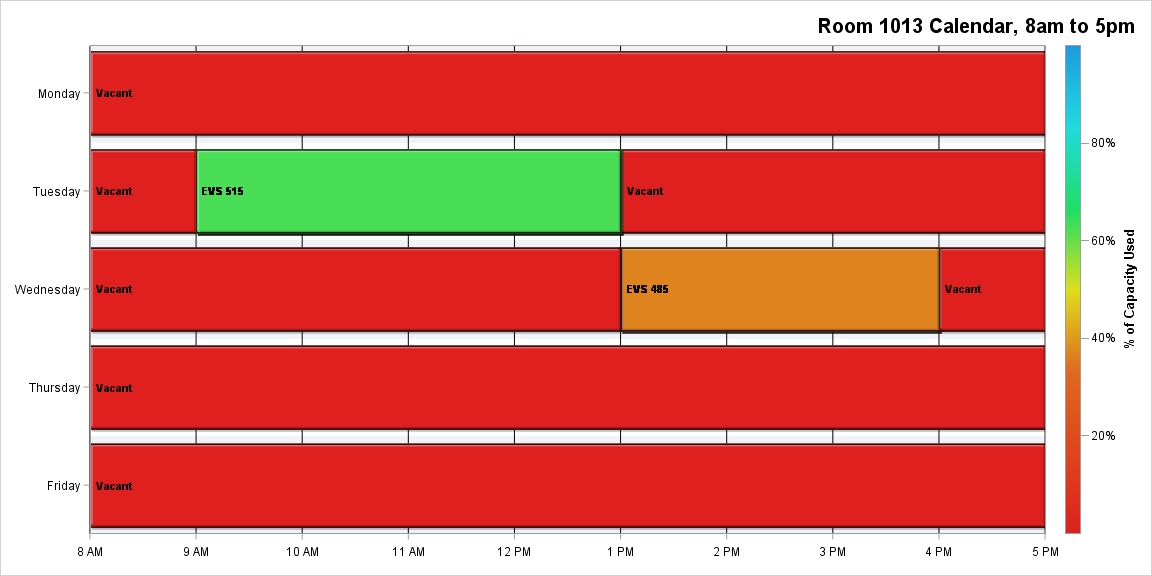 Room 1013 Calendar, 8am to 5pm
Monday
Vacant
Tuesday
Vacant
EVS 515
Vacant
Wednesday
Vacant
EVS 485
Vacant
Thursday
Vacant
Friday
Vacant
8 AM
9 AM
10 AM
11 AM
12 PM
1 PM
2 PM
3 PM
4 PM
5 PM
80%
60%
40%
20%
% of Capacity Used